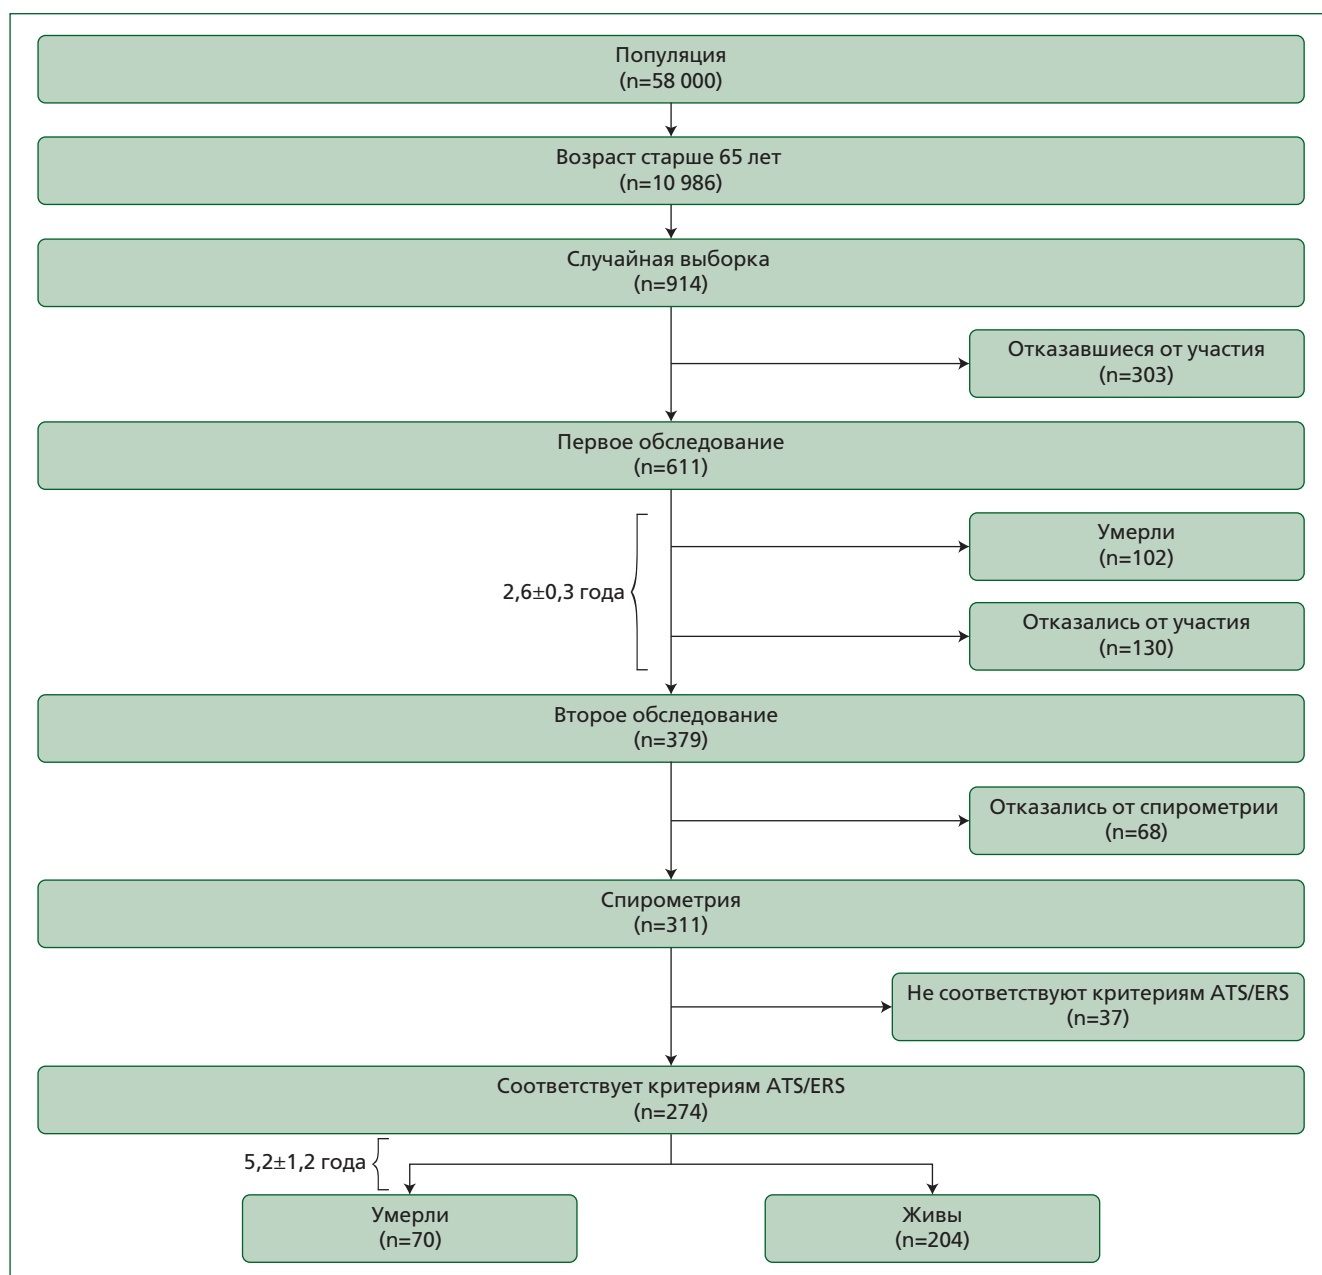 Популяция
(n=58 000)
Возраст старше 65 лет
(n=10 986)
Случайная выборка
(n=914)
Отказавшиеся от участия
(n=303)
Первое обследование
(n=611)
Умерли
(n=102)
2,6±0,3 года
Отказались от участия
(n=130)
Второе обследование
(n=379)
Отказались от спирометрии
(n=68)
Спирометрия
(n=311)
Не соответствуют критериям ATS/ERS
(n=37)
Соответствует критериям ATS/ERS
(n=274)
5,2±1,2 года
Умерли
(n=70)
Живы
(n=204)